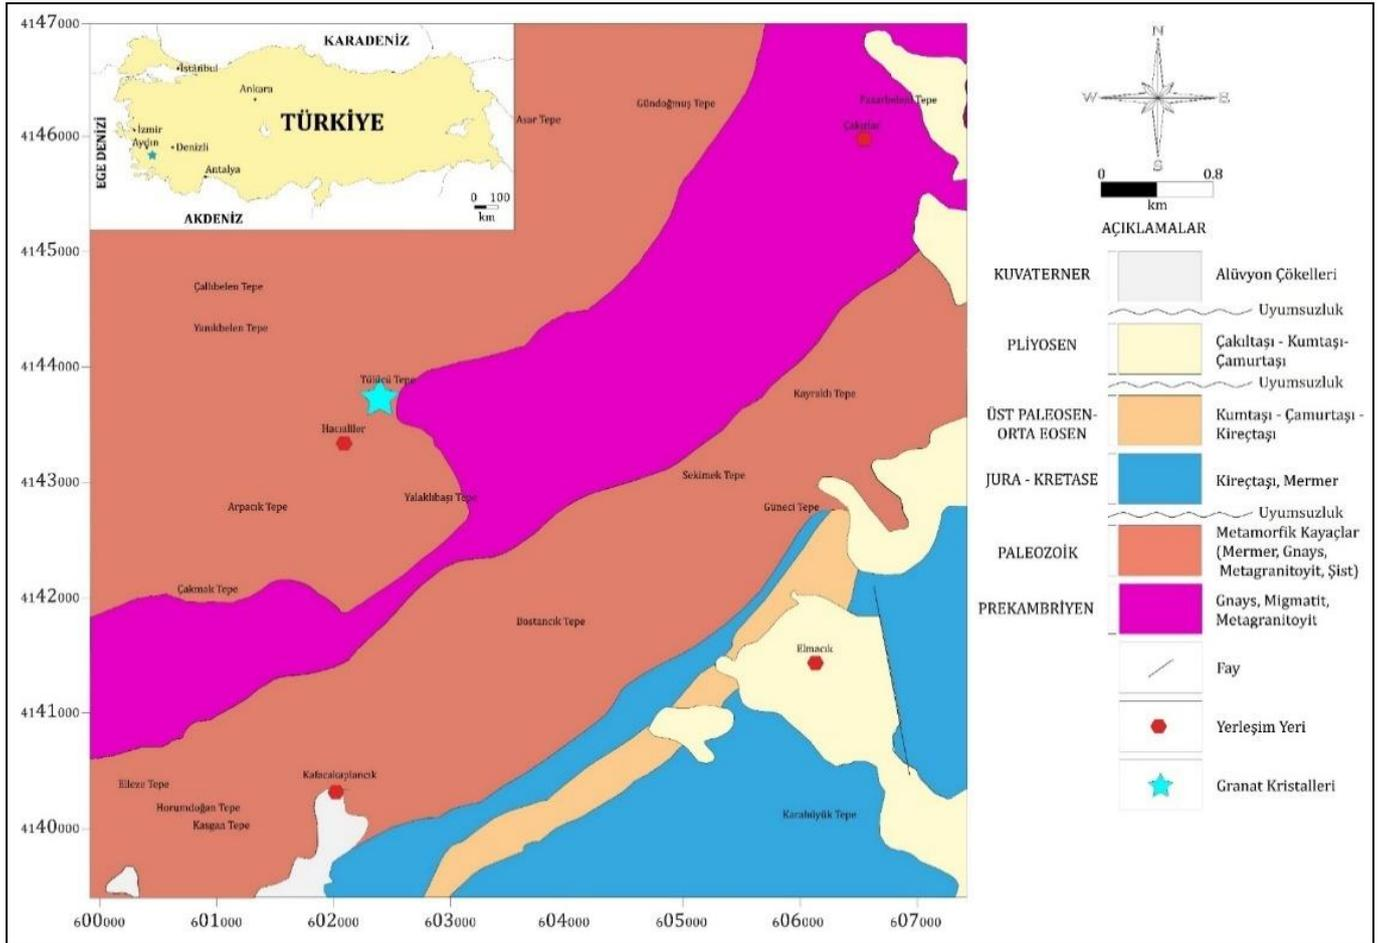 4147000
4146000
4145000
4144000
4143000
4142000
4141000
4140000
600000
601000
602000
603000
604000
605000
606000
607000
KARADENİZ
İstanbul
Ankara
TÜRKİYE
EGE DENİZİ
İzmir
Aydın
Denizli
Antalya
AKDENİZ
0 100
km
Asar Tepe
Gündoğmuş Tepe
Pazarbeleni Tepe
Çakırlar
Çallıbelen Tepe
Yanıkbelen Tepe
Tülücü Tepe
Hacıaliler
Kayraklı Tepe
Arpacık Tepe
Yalaklıbaşı Tepe
Sekimek Tepe
Güneci Tepe
Çakmak Tepe
Bostancık Tepe
Elmacık
Elleze Tepe
Horumdoğan Tepe
Kasgan Tepe
Kafacakaplancık
Karahüyük Tepe
N
W
E
S
0 0.8
km
AÇIKLAMALAR
KUVATERNER
Alüvyon Çökelleri
Uyumsuzluk
PLİYOSEN
Çakıltaşı - Kumtaşı-
Çamurtaşı
Uyumsuzluk
ÜST PALEOSEN-
ORTA EOSEN
Kumtaşı - Çamurtaşı -
Kireçtaşı
JURA - KRETASE
Kireçtaşı, Mermer
Uyumsuzluk
PALEOZOİK
Metamorfik Kayaçlar
(Mermer, Gnays,
Metagranitoyit, Şist)
PREKAMBRİYEN
Gnays, Migmatit,
Metagranitoyit
Fay
Yerleşim Yeri
Granat Kristalleri